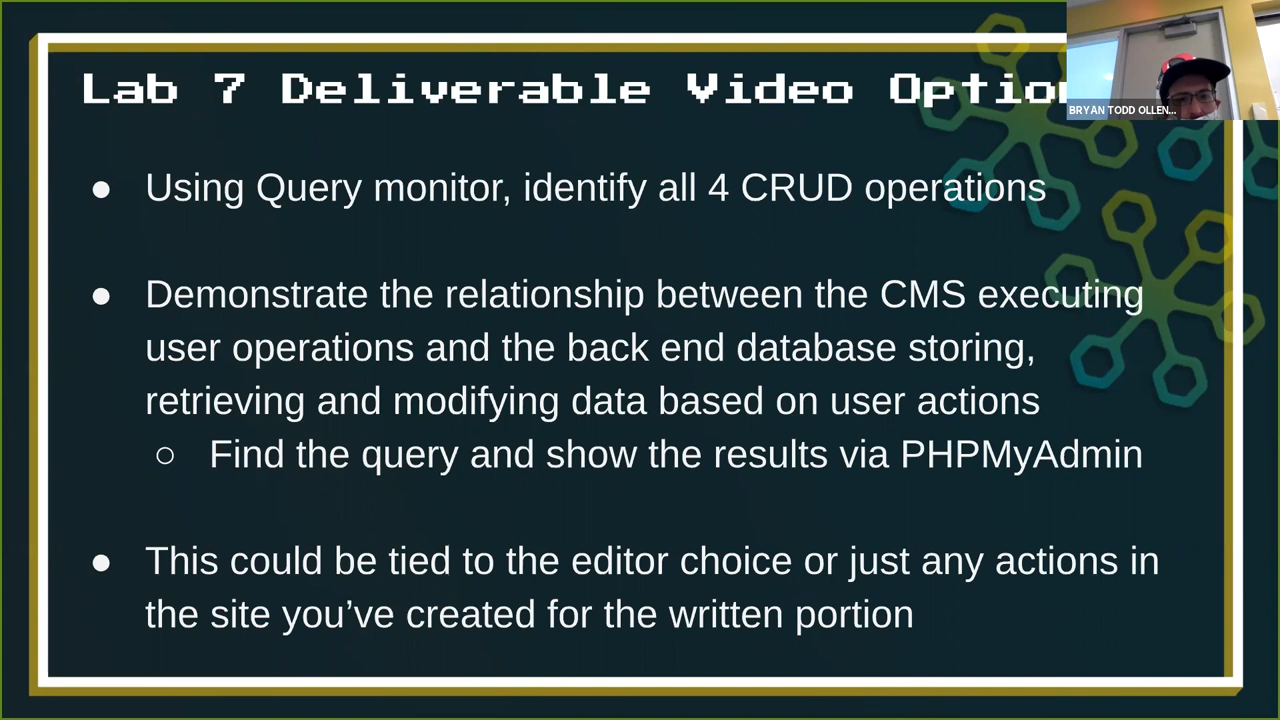 Lab 7 Deliverable Video Optio
BRYAN TODD OLLEN...
● Using Query monitor, identify all 4 CRUD operations
● Demonstrate the relationship between the CMS executing
user operations and the back end database storing,
retrieving and modifying data based on user actions
○ Find the query and show the results via PHPMyAdmin
● This could be tied to the editor choice or just any actions in
the site you’ve created for the written portion